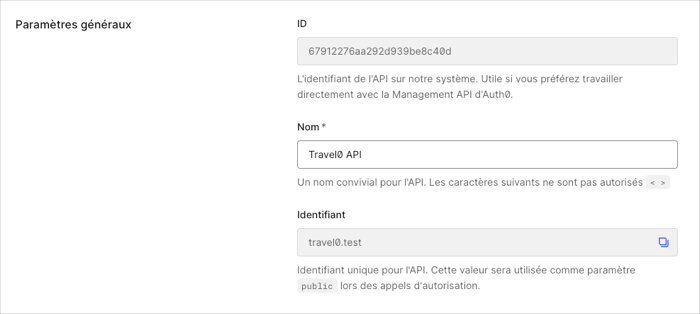 Paramètres généraux
ID
67912276aa292d939be8c40d
L'identifiant de l'API sur notre système. Utile si vous préférez travailler
directement avec la Management API d'Auth0.
Nom *
Travel0 API
Un nom convivial pour l'API. Les caractères suivants ne sont pas autorisés < >
Identifiant
travel0.test
Identifiant unique pour l'API. Cette valeur sera utilisée comme paramètre
public lors des appels d'autorisation.